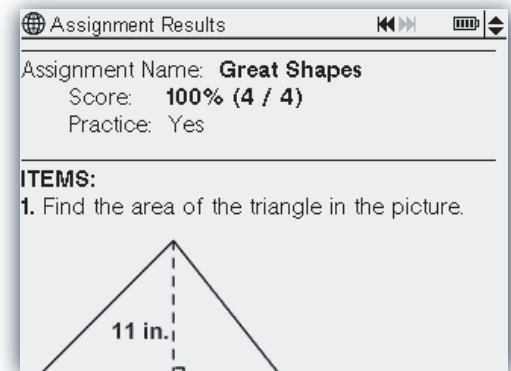 Assignment Results
Assignment Name: Great Shapes
Score: 100% (4 / 4)
Practice: Yes
ITEMS:
1. Find the area of the triangle in the picture.
11 in.